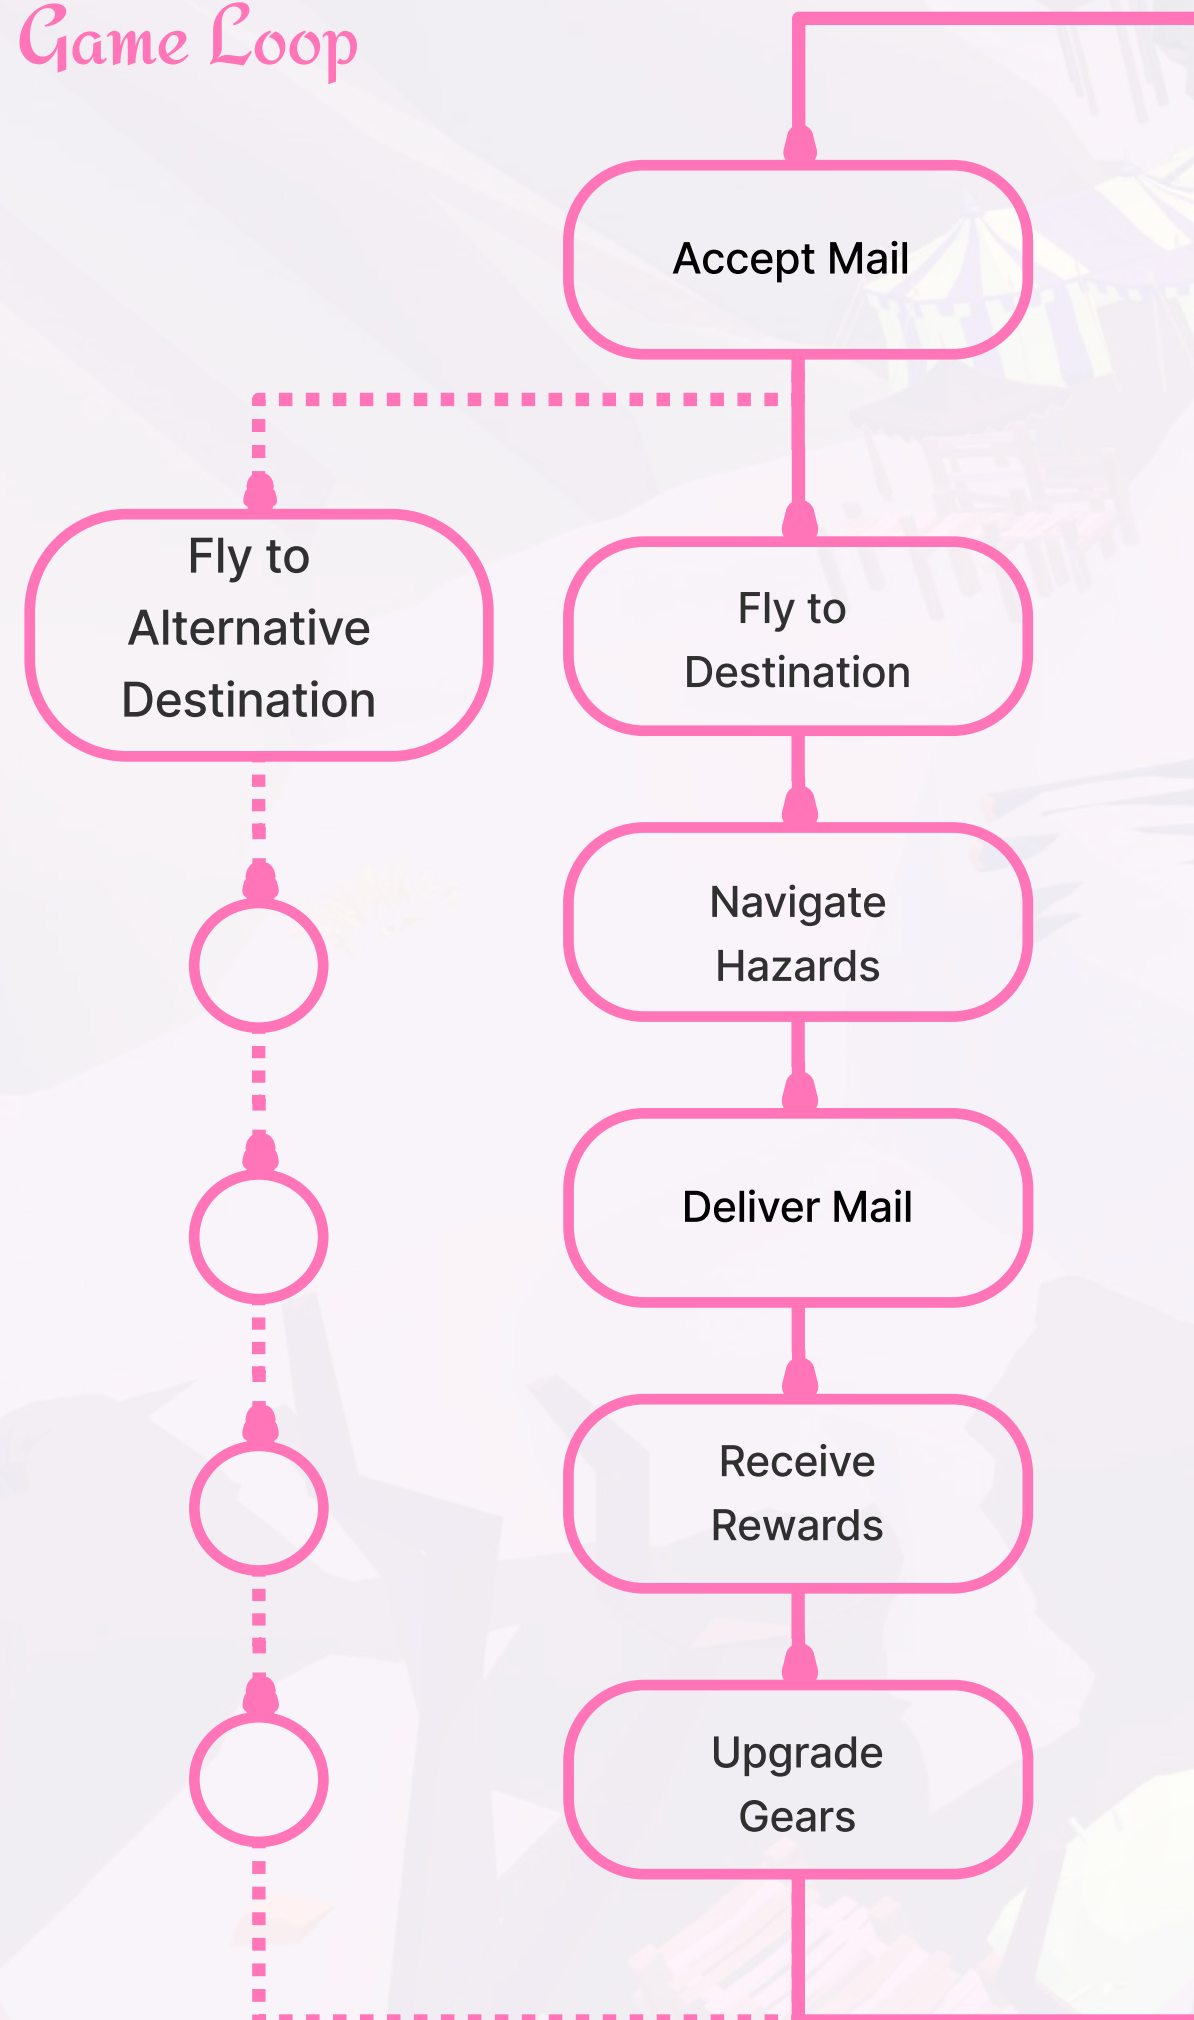 Game Loop
Accept Mail
Fly to
Alternative
Destination
Fly to
Destination
Navigate
Hazards
Deliver Mail
Receive
Rewards
Upgrade
Gears